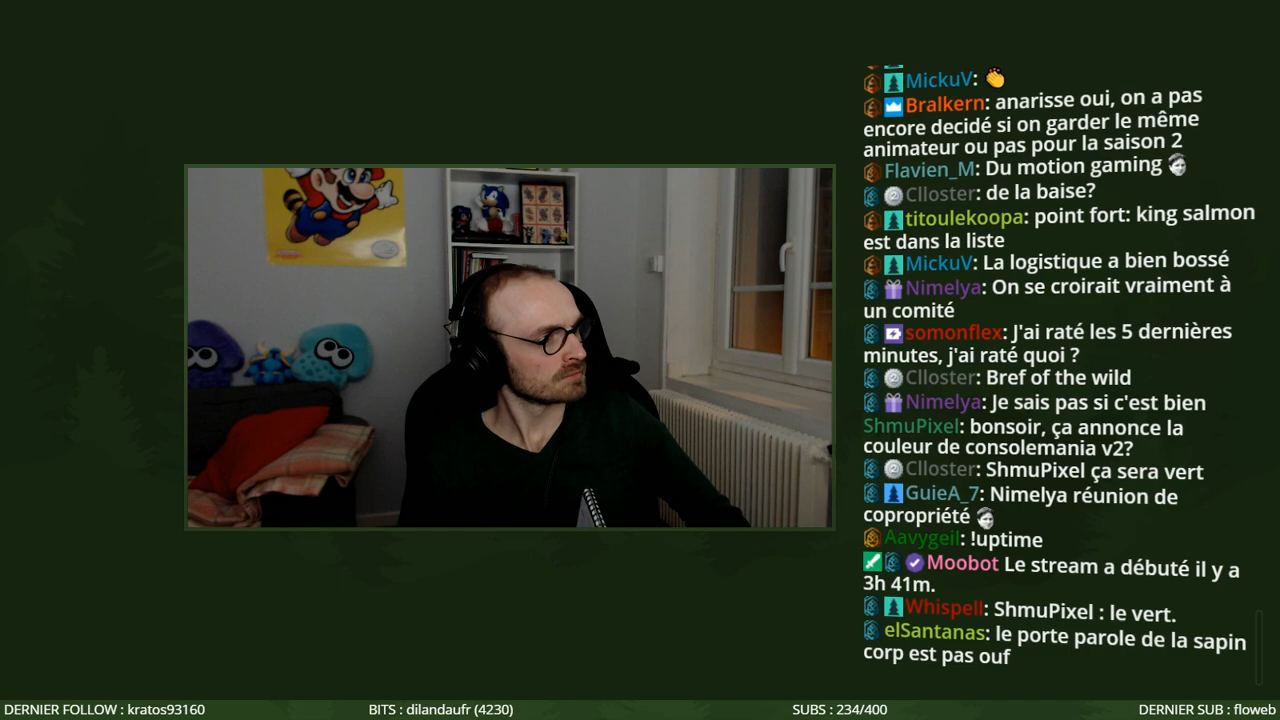 MickuV: 👏
Bralkern: anarisse oui, on a pas
encore decidé si on garder le même
animateur ou pas pour la saison 2
Flavien_M: Du motion gaming
Clloster: de la baise?
titoulekoopa: point fort: king salmon
est dans la liste
MickuV: La logistique a bien bossé
Nimelya: On se croirait vraiment à
un comité
somonflex: J'ai raté les 5 dernières
minutes, j'ai raté quoi ?
Clloster: Bref of the wild
Nimelya: Je sais pas si c'est bien
ShmuPixel: bonsoir, ça annonce la
couleur de consolemania v2?
Clloster: ShmuPixel ça sera vert
GuieA_7: Nimelya réunion de
copropriété
Aavygeil: !uptime
Moobot Le stream a débuté il y a
3h 41m.
Whispell: ShmuPixel : le vert.
elSantanas: le porte parole de la sapin
corp est pas ouf
DERNIER FOLLOW : kratos93160
BITS : dilandaufr (4230)
SUBS : 234/400
DERNIER SUB : floweb